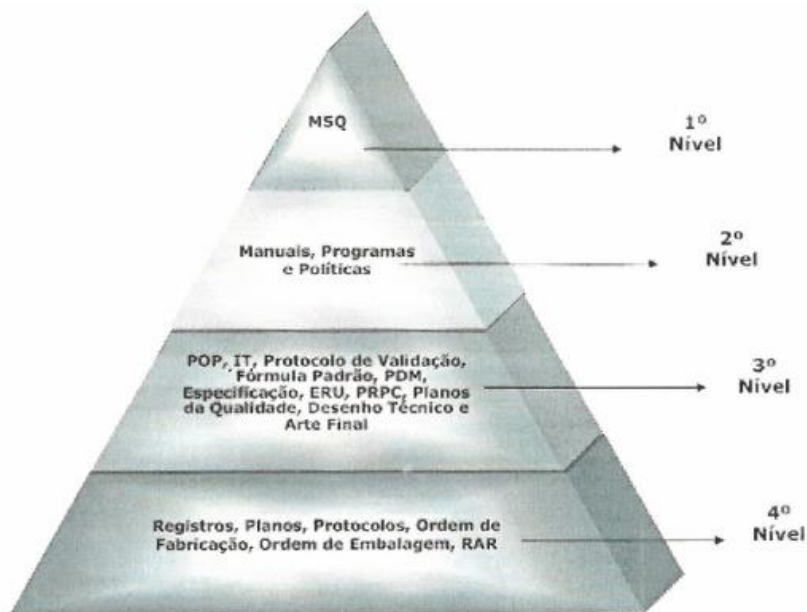 MSQ
1º
Nível
Manuais, Programas
e Políticas
2º
Nível
POP, IT, Protocolo de Validação,
Fórmula Padrão, PDM,
Especificação, ERU, PRPC, Planos
da Qualidade, Desenho Técnico e
Arte Final
3º
Nível
Registros, Planos, Protocolos, Ordem de
Fabricação, Ordem de Embalagem, RAR
4º
Nível